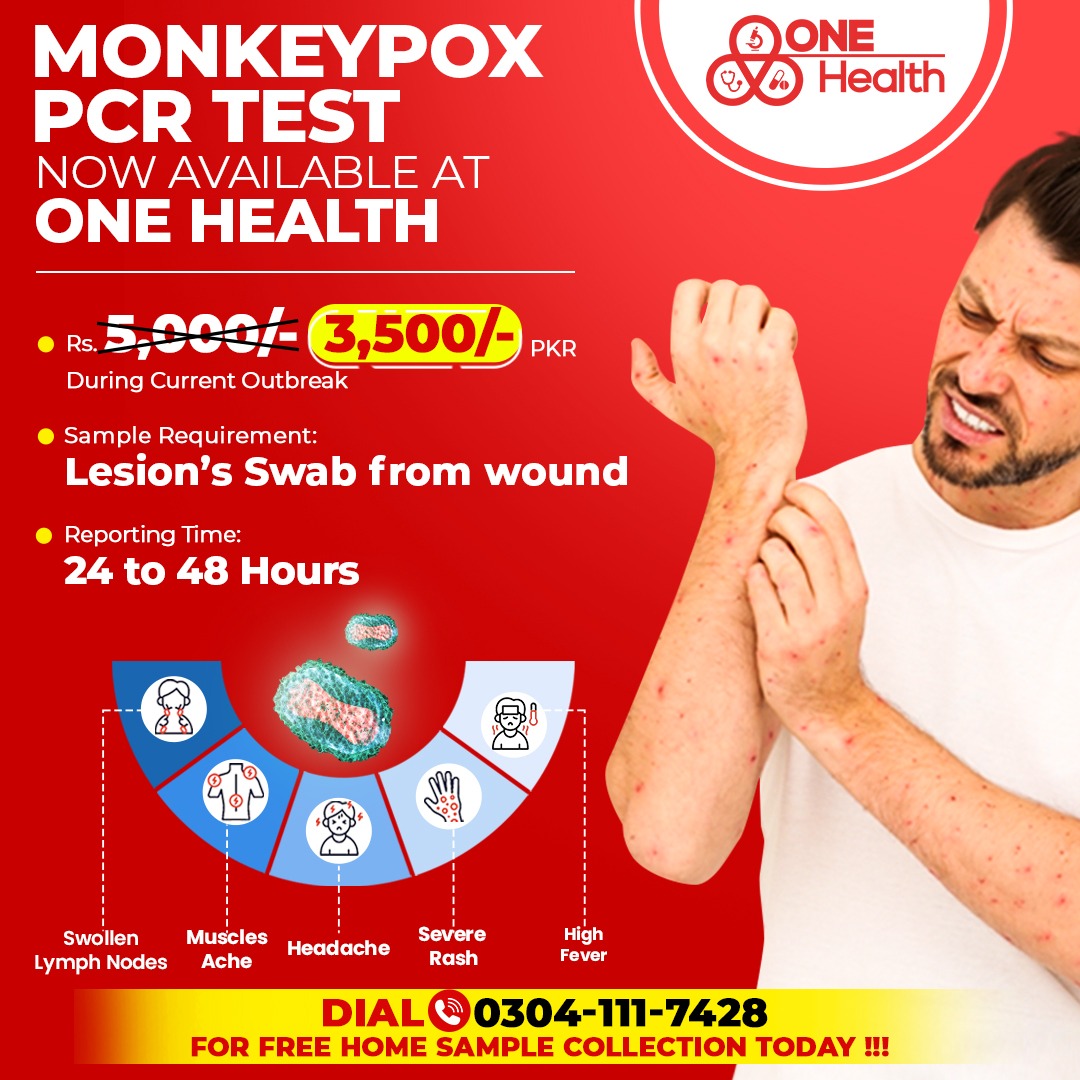 MONKEYPOX
PCR TEST
NOW AVAILABLE AT
ONE HEALTH
ONE
Health
Rs. 5,000/- 3,500/- PKR
During Current Outbreak
Sample Requirement:
Lesion's Swab from wound
Reporting Time:
24 to 48 Hours
Swollen
Lymph Nodes
Muscles
Ache
Headache
Severe
Rash
High
Fever
DIAL 0304-111-7428
FOR FREE HOME SAMPLE COLLECTION TODAY !!!